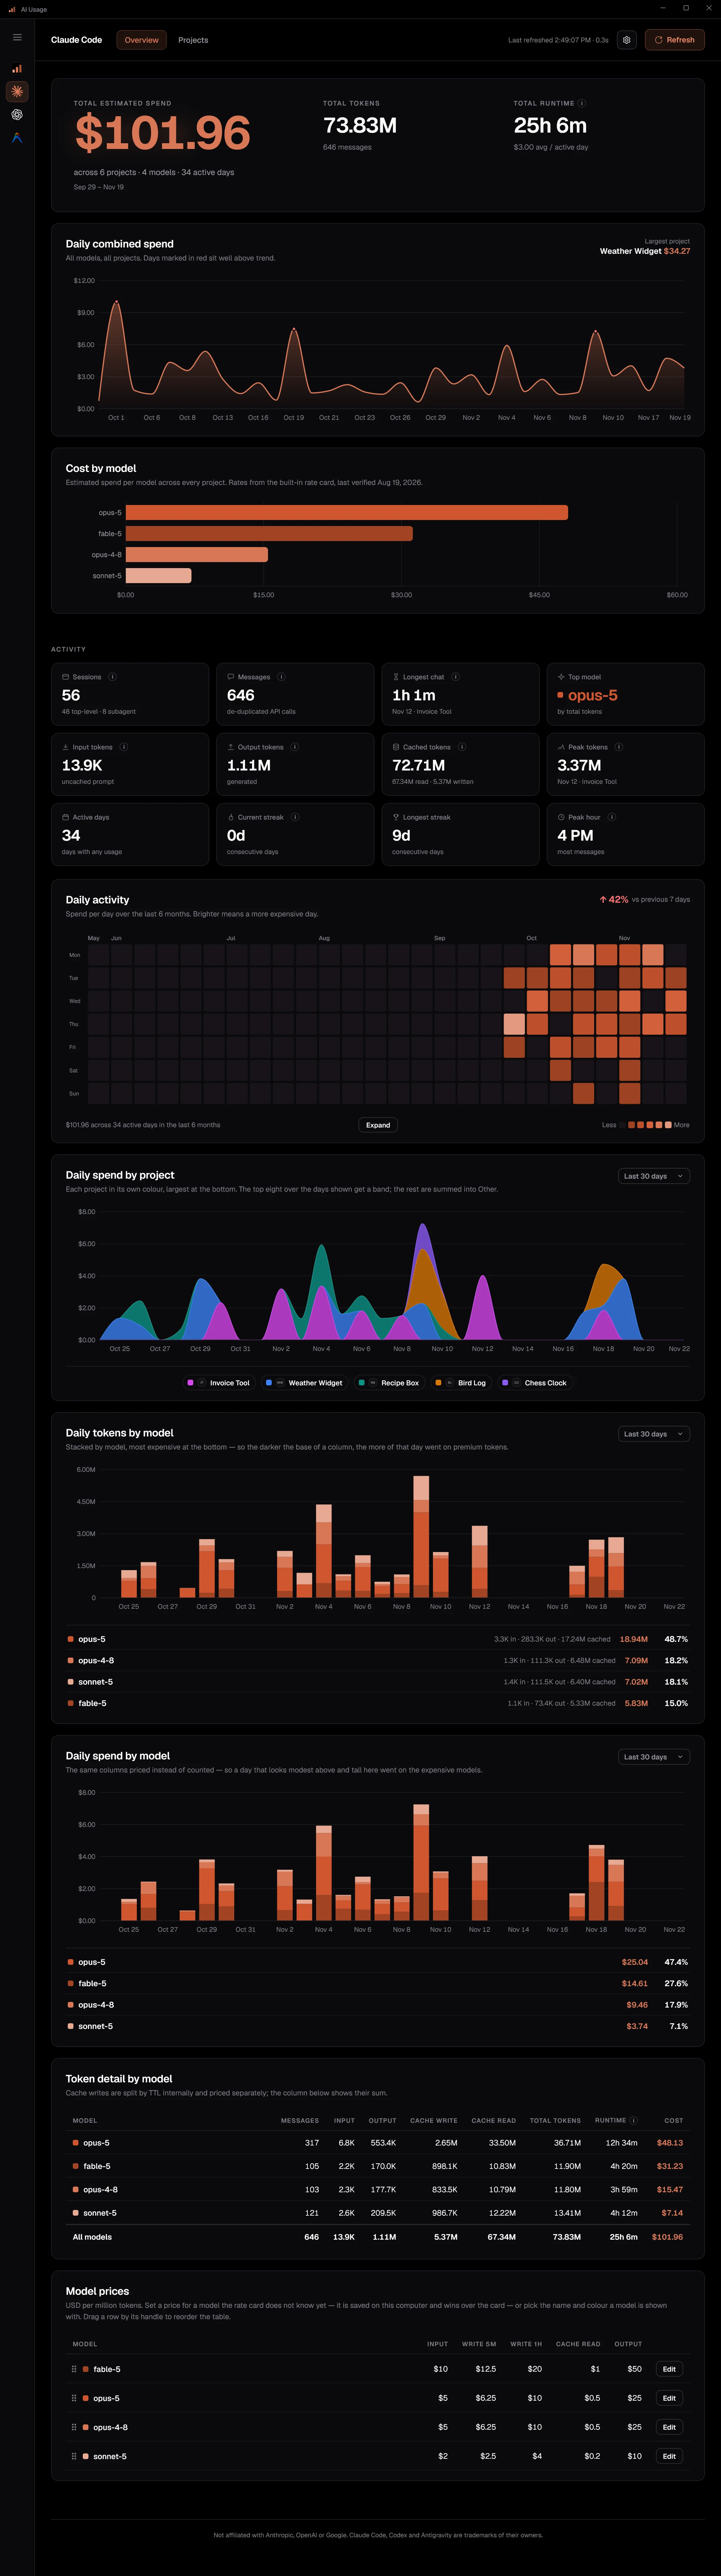 AI Usage
Claude Code
Overview
Projects
Last refreshed 2:49:07 PM · 0.3s
Refresh
TOTAL ESTIMATED SPEND
$101.96
across 6 projects · 4 models · 34 active days
Sep 29 – Nov 19
TOTAL TOKENS
73.83M
646 messages
TOTAL RUNTIME
25h 6m
$3.00 avg / active day
Daily combined spend
All models, all projects. Days marked in red sit well above trend.
Largest project
Weather Widget $34.27
$12.00
$9.00
$6.00
$3.00
$0.00
Oct 1 Oct 6 Oct 8 Oct 13 Oct 16 Oct 19 Oct 21 Oct 23 Oct 26 Oct 29 Nov 2 Nov 4 Nov 6 Nov 8 Nov 10 Nov 17 Nov 19
Cost by model
Estimated spend per model across every project. Rates from the built-in rate card, last verified Aug 19, 2026.
opus-5
fable-5
opus-4-8
sonnet-5
$0.00 $15.00 $30.00 $45.00 $60.00
ACTIVITY
Sessions
56
48 top-level · 8 subagent
Messages
646
de-duplicated API calls
Longest chat
1h 1m
Nov 12 · Invoice Tool
Top model
opus-5
by total tokens
Input tokens
13.9K
uncached prompt
Output tokens
1.11M
generated
Cached tokens
72.71M
67.34M read · 5.37M written
Peak tokens
3.37M
Nov 12 · Invoice Tool
Active days
34
days with any usage
Current streak
0d
consecutive days
Longest streak
9d
consecutive days
Peak hour
4 PM
most messages
Daily activity
Spend per day over the last 6 months. Brighter means a more expensive day.
↑ 42% vs previous 7 days
May Jun Jul Aug Sep Oct Nov
Mon
Tue
Wed
Thu
Fri
Sat
Sun
$101.96 across 34 active days in the last 6 months
Expand
Less More
Daily spend by project
Each project in its own colour, largest at the bottom. The top eight over the days shown get a band; the rest are summed into Other.
Last 30 days
$8.00
$6.00
$4.00
$2.00
$0.00
Oct 25 Oct 27 Oct 29 Oct 31 Nov 2 Nov 4 Nov 6 Nov 8 Nov 10 Nov 12 Nov 14 Nov 16 Nov 18 Nov 20 Nov 22
Invoice Tool
Weather Widget
Recipe Box
Bird Log
Chess Clock
Daily tokens by model
Stacked by model, most expensive at the bottom — so the darker the base of a column, the more of that day went on premium tokens.
Last 30 days
6.00M
4.50M
3.00M
1.50M
0
Oct 25 Oct 27 Oct 29 Oct 31 Nov 2 Nov 4 Nov 6 Nov 8 Nov 10 Nov 12 Nov 14 Nov 16 Nov 18 Nov 20 Nov 22
opus-5 3.3K in · 283.3K out · 17.24M cached 18.94M 48.7%
opus-4-8 1.3K in · 111.3K out · 6.48M cached 7.09M 18.2%
sonnet-5 1.4K in · 111.5K out · 6.40M cached 7.02M 18.1%
fable-5 1.1K in · 73.4K out · 5.33M cached 5.83M 15.0%
Daily spend by model
The same columns priced instead of counted — so a day that looks modest above and tall here went on the expensive models.
Last 30 days
$8.00
$6.00
$4.00
$2.00
$0.00
Oct 25 Oct 27 Oct 29 Oct 31 Nov 2 Nov 4 Nov 6 Nov 8 Nov 10 Nov 12 Nov 14 Nov 16 Nov 18 Nov 20 Nov 22
opus-5 $25.04 47.4%
fable-5 $14.61 27.6%
opus-4-8 $9.46 17.9%
sonnet-5 $3.74 7.1%
Token detail by model
Cache writes are split by TTL internally and priced separately; the column below shows their sum.
MODEL MESSAGES INPUT OUTPUT CACHE WRITE CACHE READ TOTAL TOKENS RUNTIME COST
opus-5 317 6.8K 553.4K 2.65M 33.50M 36.71M 12h 34m $48.13
fable-5 105 2.2K 170.0K 898.1K 10.83M 11.90M 4h 20m $31.23
opus-4-8 103 2.3K 177.7K 833.5K 10.79M 11.80M 3h 59m $15.47
sonnet-5 121 2.6K 209.5K 986.7K 12.22M 13.41M 4h 12m $7.14
All models 646 13.9K 1.11M 5.37M 67.34M 73.83M 25h 6m $101.96
Model prices
USD per million tokens. Set a price for a model the rate card does not know yet — it is saved on this computer and wins over the card — or pick the name and colour a model is shown
with. Drag a row by its handle to reorder the table.
MODEL INPUT WRITE 5M WRITE 1H CACHE READ OUTPUT
fable-5 $10 $12.5 $20 $1 $50 Edit
opus-5 $5 $6.25 $10 $0.5 $25 Edit
opus-4-8 $5 $6.25 $10 $0.5 $25 Edit
sonnet-5 $2 $2.5 $4 $0.2 $10 Edit
Not affiliated with Anthropic, OpenAI or Google. Claude Code, Codex and Antigravity are trademarks of their owners.